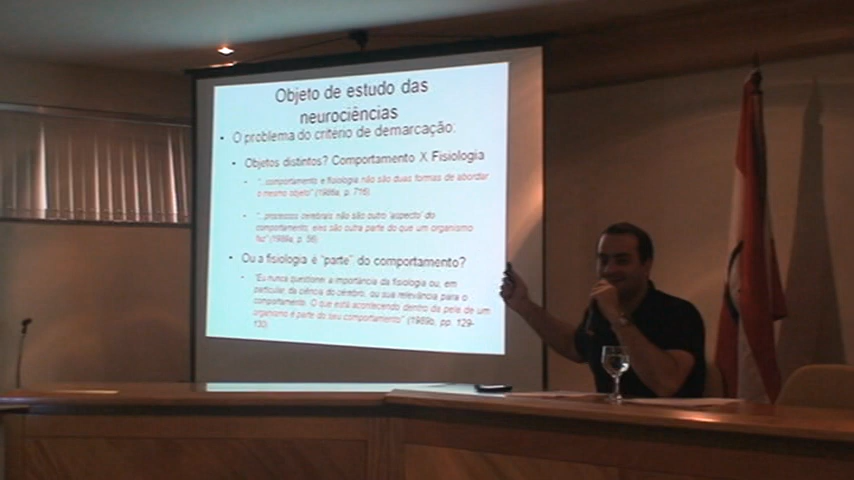 Objeto de estudo das
neurociências
• O problema do critério de demarcação:
• Objetos distintos? Comportamento X Fisiologia
- "...comportamento e fisiologia não são duas formas de abordar
o mesmo objeto" (1988a, p. 716)
- "...processos cerebrais não são outro 'aspecto' do
comportamento, eles são outra parte do que um organismo
faz" (1989a, p. 56)
• Ou a fisiologia é "parte" do comportamento?
- "Eu nunca questionei a importância da fisiologia ou, em
particular, da ciência do cérebro, ou sua relevância para o
comportamento. O que está acontecendo dentro da pele de um
organismo é parte do seu comportamento" (1989b, pp. 129-
130)